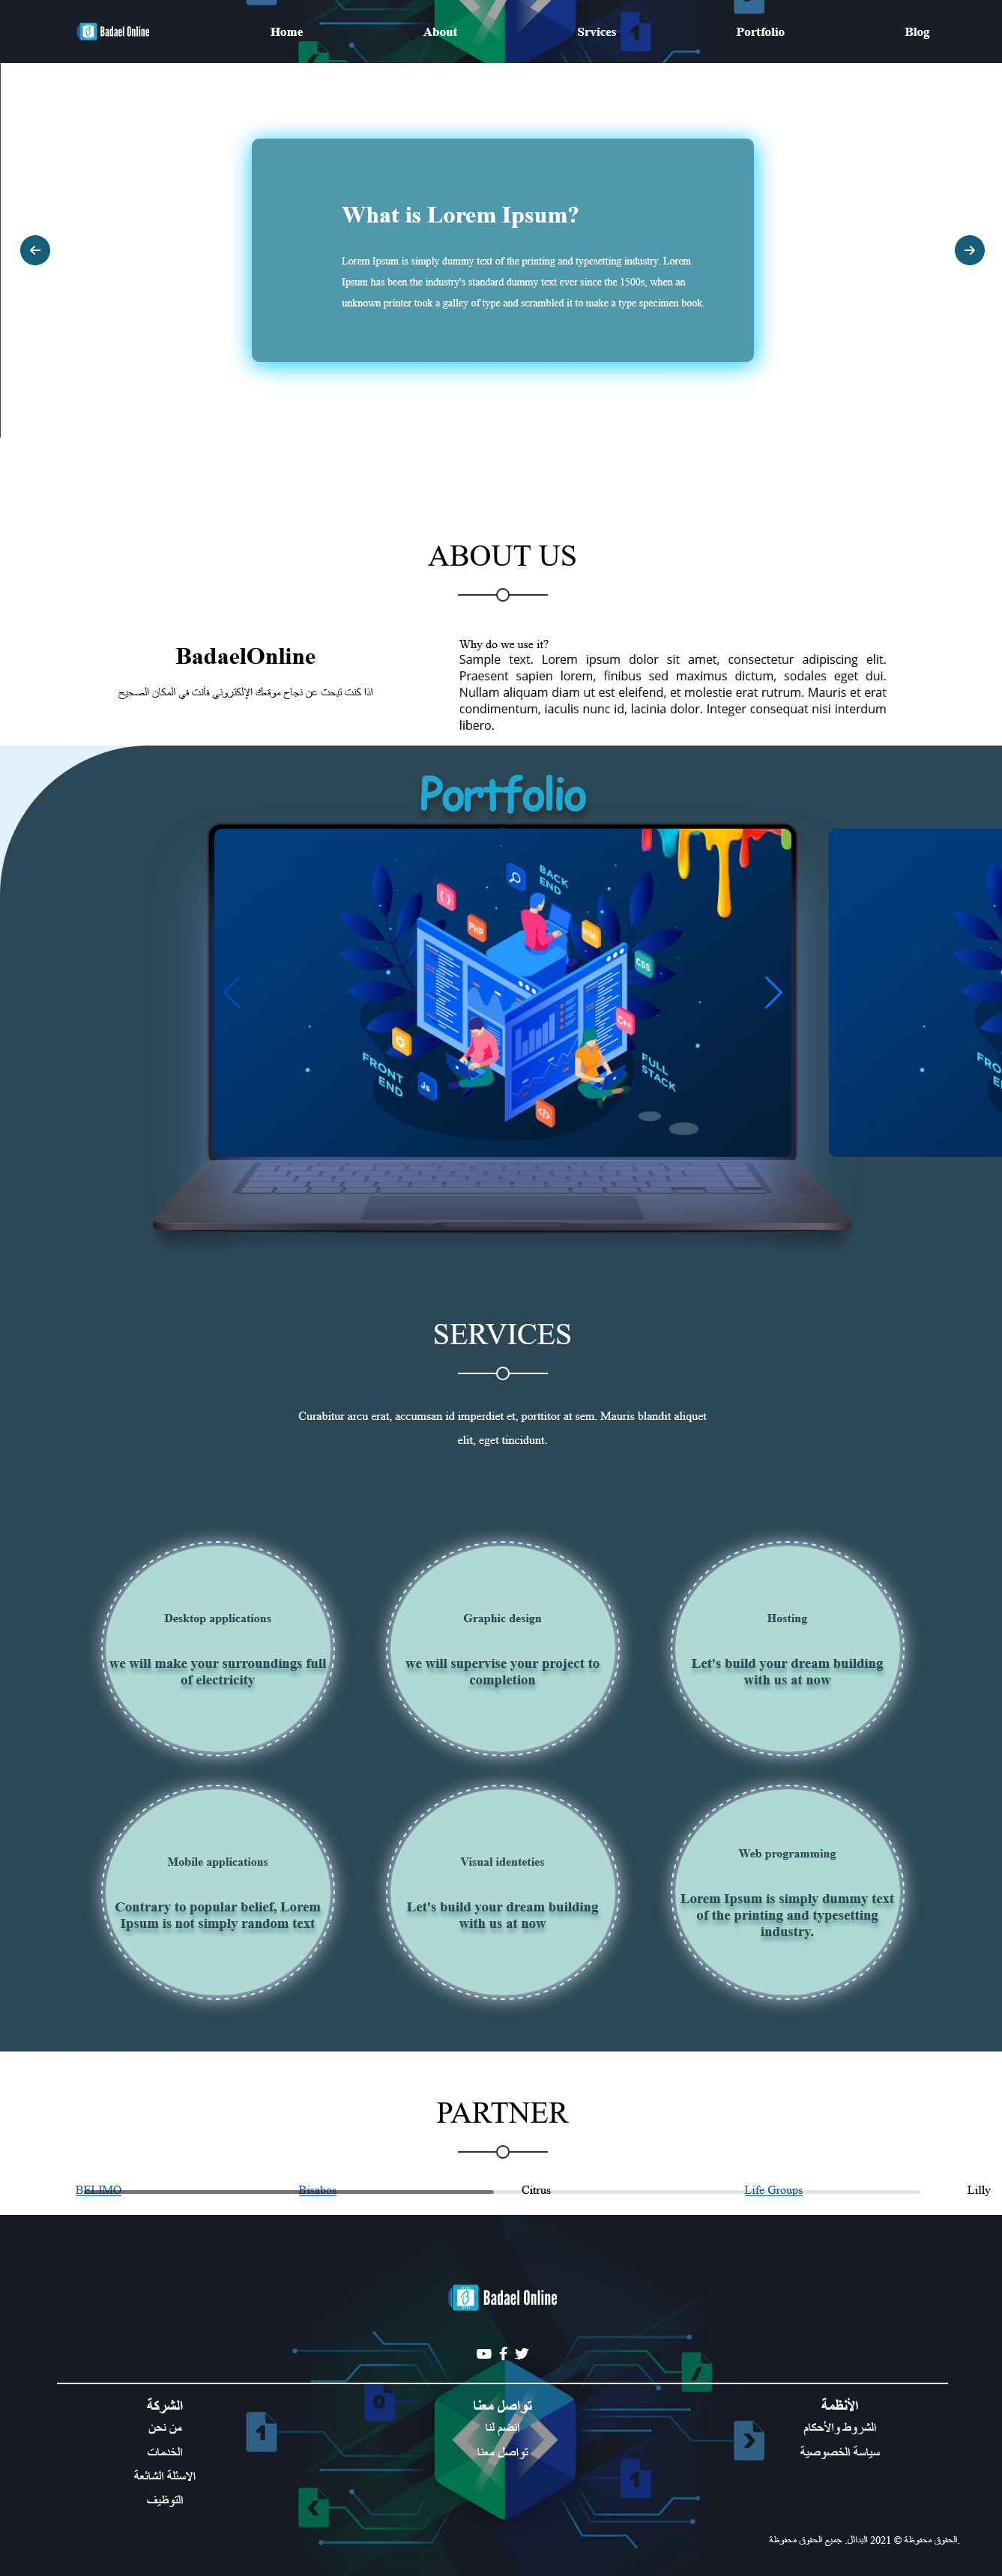 Badael Online
Home
About
Srvices
Portfolio
Blog
What is Lorem Ipsum?
Lorem Ipsum is simply dummy text of the printing and typesetting industry. Lorem
Ipsum has been the industry's standard dummy text ever since the 1500s, when an
unknown printer took a galley of type and scrambled it to make a type specimen book.
ABOUT US
BadaelOnline
اذا كنت تبحث عن نجاح موقعك الإلكتروني فأنت في المكان الصحيح
Why do we use it?
Sample text. Lorem ipsum dolor sit amet, consectetur adipiscing elit.
Praesent sapien lorem, finibus sed maximus dictum, sodales eget dui.
Nullam aliquam diam ut est eleifend, et molestie erat rutrum. Mauris et erat
condimentum, iaculis nunc id, lacinia dolor. Integer consequat nisi interdum
libero.
Portfolio
BACK
END
PHP
HTML
CSS
C++
FRONT
END
JS
FULL
STACK
SERVICES
Curabitur arcu erat, accumsan id imperdiet et, porttitor at sem. Mauris blandit aliquet
elit, eget tincidunt.
Desktop applications
we will make your surroundings full
of electricity
Graphic design
we will supervise your project to
completion
Hosting
Let's build your dream building
with us at now
Mobile applications
Contrary to popular belief, Lorem
Ipsum is not simply random text
Visual identeties
Let's build your dream building
with us at now
Web programming
Lorem Ipsum is simply dummy text
of the printing and typesetting
industry.
PARTNER
BELIMO
Bisabos
Citrus
Life Groups
Lilly
Badael Online
الشركة
من نحن
الخدمات
الاسئلة الشائعة
التوظيف
تواصل معنا
انضم لنا
تواصل معنا
الأنظمة
الشروط والأحكام
سياسة الخصوصية
الحقوق محفوظة © 2021 البدائل. جميع الحقوق محفوظة.